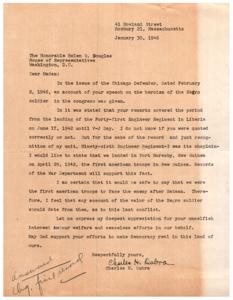 41 Howland Street
Roxbury 21, Massachusetts
January 30, 1946
The Honorable Helen G. Douglas
House of Representatives
Washington, D.C.
Dear Madam:
In the issue of the Chicago Defender, dated February
2, 1946, an account of your speech on the heroics of the Negro
soldier in the congress was given.
In it was stated that your remarks covered the period from
the landing of the Forty-first Engineer Regiment in Liberia
on June 17, 1942 until V-J Day. I do not know if you were quoted
correctly or not. But for the sake of the record and just recog-
nition of my unit, Ninety-sixth Engineer Regiment-I was its chaplain-
I would like to state that we landed in Port Moresby, New Guinea,
April 28, 1942, the first american troops in New Guinea. Records
of the War Department will support this fact.
I am certain that it would be safe to say that we were
the first american troops to face the enemy after Bataan. Therefore,
I feel that any account of the valor of the Negro soldier
should date from then, as to this last conflict.
Let me express my deepest appreciation for your unselfish
interest in our welfare and ceaseless efforts on our behalf.
May God support your efforts to make democracy real in this land of
ours.
Respectfully yours,
Charles H.
Charles H.